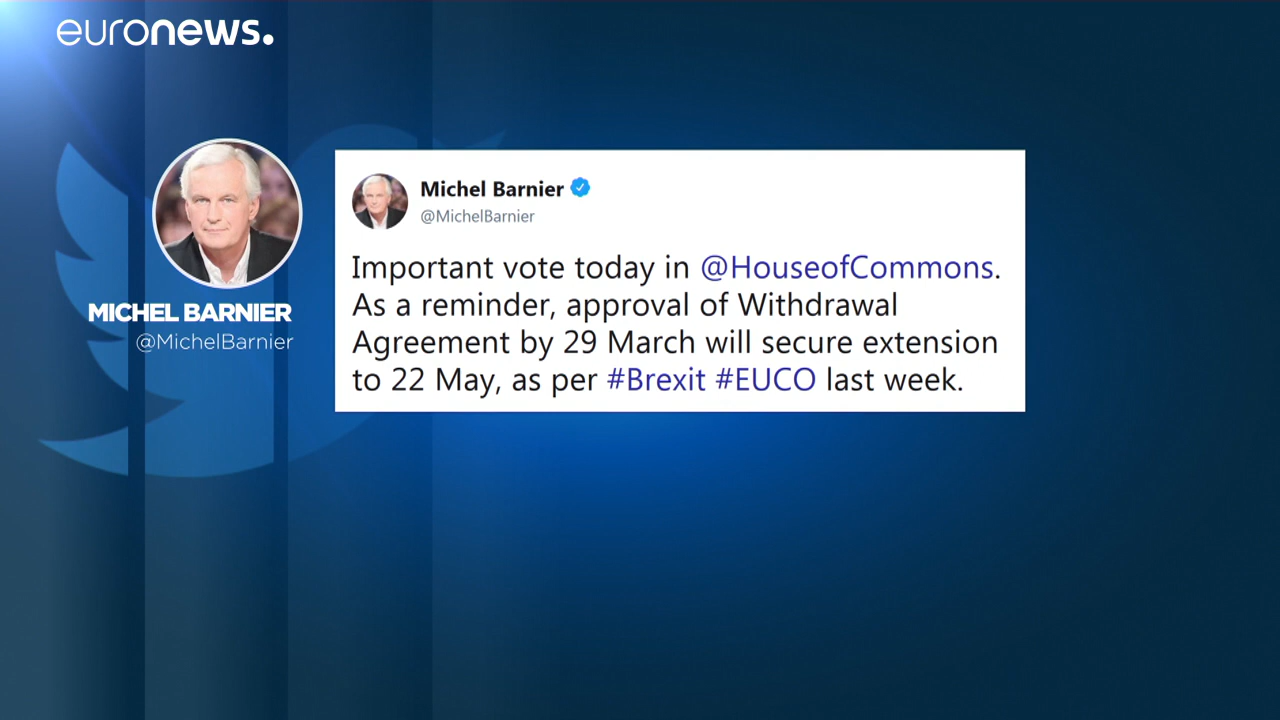 euronews.
MICHEL BARNIER
@MichelBarnier
Michel Barnier
@MichelBarnier
Important vote today in @HouseofCommons.
As a reminder, approval of Withdrawal
Agreement by 29 March will secure extension
to 22 May, as per #Brexit #EUCO last week.